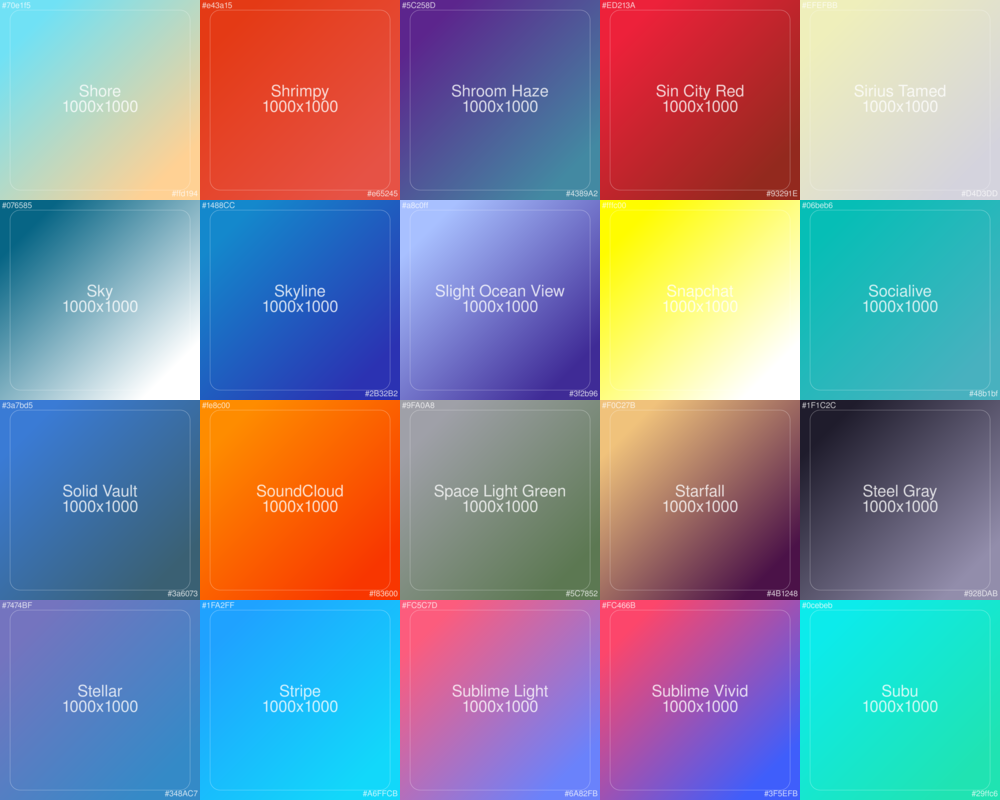 #70e1f5
Shore
1000x1000
#ffd194
#e43a15
Shrimpy
1000x1000
#e65245
#5C258D
Shroom Haze
1000x1000
#4389A2
#ED213A
Sin City Red
1000x1000
#93291E
#EFEFBB
Sirius Tamed
1000x1000
#D4D3DD
#076585
Sky
1000x1000
#1488CC
Skyline
1000x1000
#2B32B2
#a8c0ff
Slight Ocean View
1000x1000
#3f2b96
Snapchat
1000x1000
#06beb6
Socialive
1000x1000
#48b1bf
#3a7bd5
Solid Vault
1000x1000
#3a6073
#fe8c00
SoundCloud
1000x1000
#f83600
#9FA0A8
Space Light Green
1000x1000
#5C7852
#F0C27B
Starfall
1000x1000
#4B1248
#1F1C2C
Steel Gray
1000x1000
#928DAB
#7474BF
Stellar
1000x1000
#348AC7
#1FA2FF
Stripe
1000x1000
#A6FFCB
#FC5C7D
Sublime Light
1000x1000
#6A82FB
#FC466B
Sublime Vivid
1000x1000
#3F5EFB
#0cebeb
Subu
1000x1000
#29ffc6